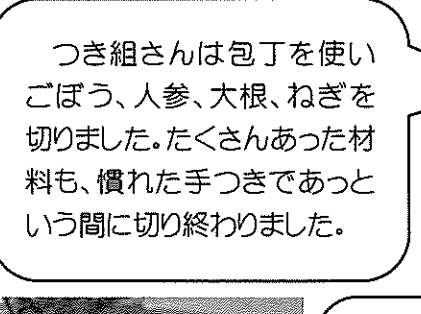 つき組さんは包丁を使い
ごぼう、人参、大根、ねぎを
切りました。たくさんあった材
料も、慣れた手つきであっと
いう間に切り終わりました。